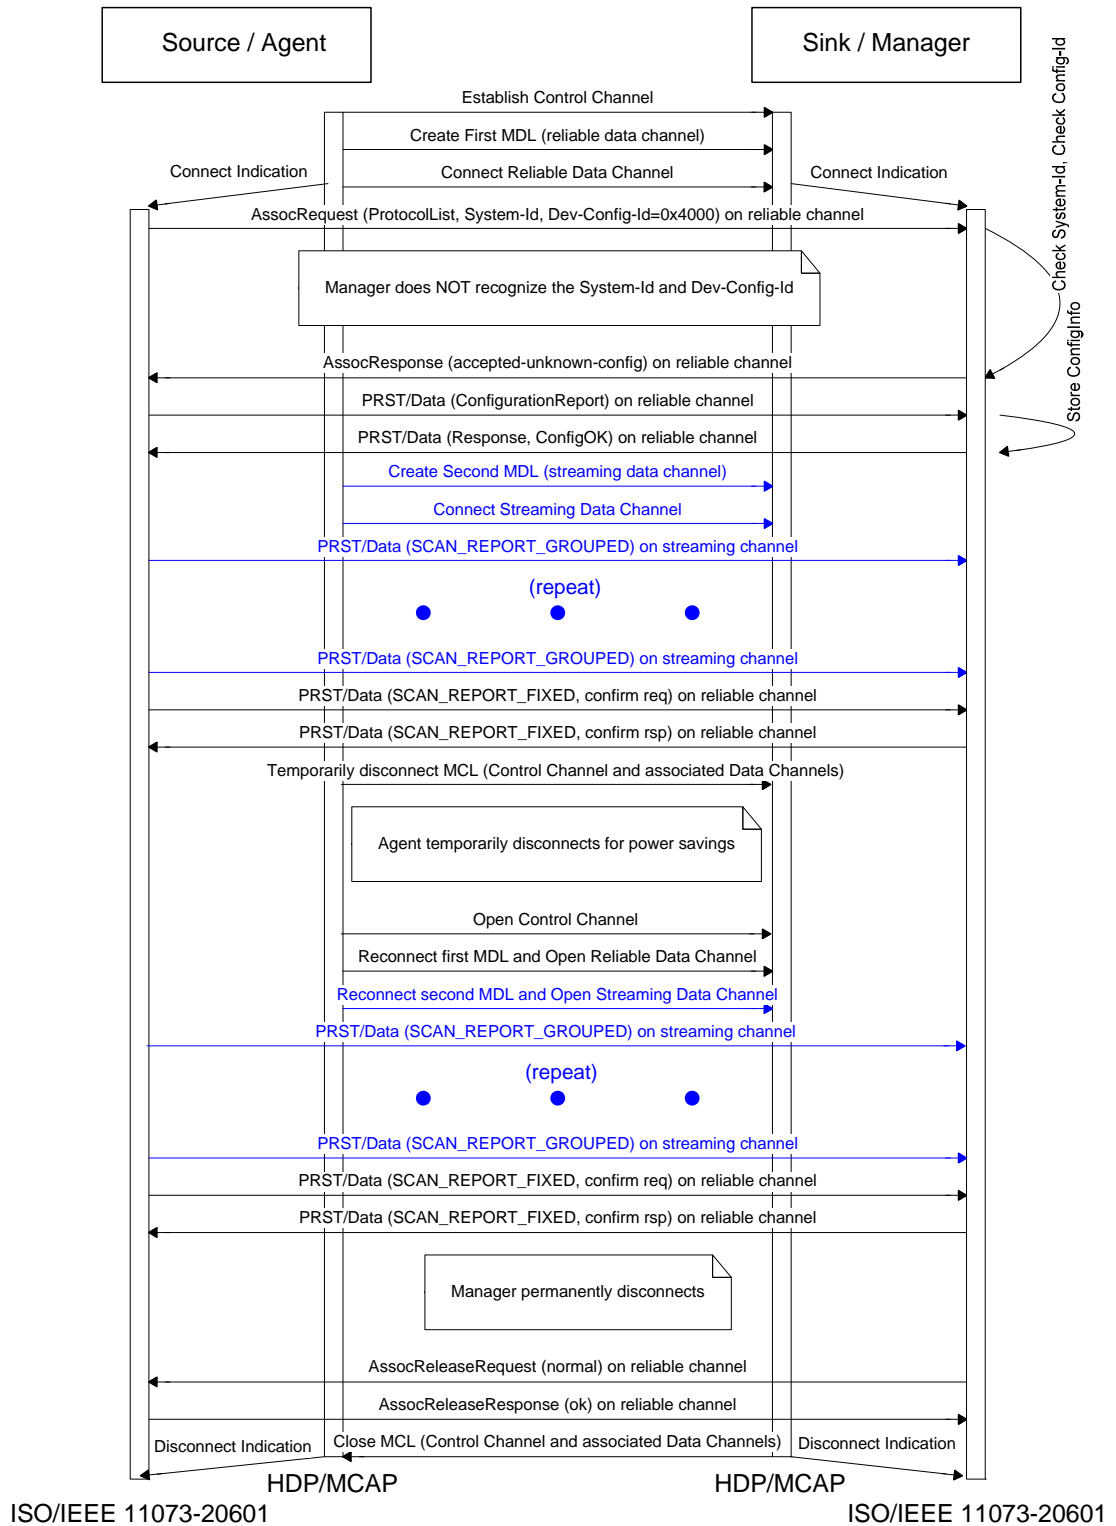 Source / Agent
Sink / Manager
Check System-Id, Check Config-Id
Establish Control Channel
Create First MDL (reliable data channel)
Connect Indication
Connect Reliable Data Channel
Connect Indication
AssocRequest (ProtocolList, System-Id, Dev-Config-Id=0x4000) on reliable channel
Manager does NOT recognize the System-Id and Dev-Config-Id
Store ConfigInfo
AssocResponse (accepted-unknown-config) on reliable channel
PRST/Data (ConfigurationReport) on reliable channel
PRST/Data (Response, ConfigOK) on reliable channel
Create Second MDL (streaming data channel)
Connect Streaming Data Channel
PRST/Data (SCAN_REPORT_GROUPED) on streaming channel
(repeat)
PRST/Data (SCAN_REPORT_GROUPED) on streaming channel
PRST/Data (SCAN_REPORT_FIXED, confirm req) on reliable channel
PRST/Data (SCAN_REPORT_FIXED, confirm rsp) on reliable channel
Temporarily disconnect MCL (Control Channel and associated Data Channels)
Agent temporarily disconnects for power savings
Open Control Channel
Reconnect first MDL and Open Reliable Data Channel
Reconnect second MDL and Open Streaming Data Channel
PRST/Data (SCAN_REPORT_GROUPED) on streaming channel
(repeat)
PRST/Data (SCAN_REPORT_GROUPED) on streaming channel
PRST/Data (SCAN_REPORT_FIXED, confirm req) on reliable channel
PRST/Data (SCAN_REPORT_FIXED, confirm rsp) on reliable channel
Manager permanently disconnects
AssocReleaseRequest (normal) on reliable channel
AssocReleaseResponse (ok) on reliable channel
Disconnect Indication
Close MCL (Control Channel and associated Data Channels)
Disconnect Indication
HDP/MCAP
HDP/MCAP
ISO/IEEE 11073-20601
ISO/IEEE 11073-20601